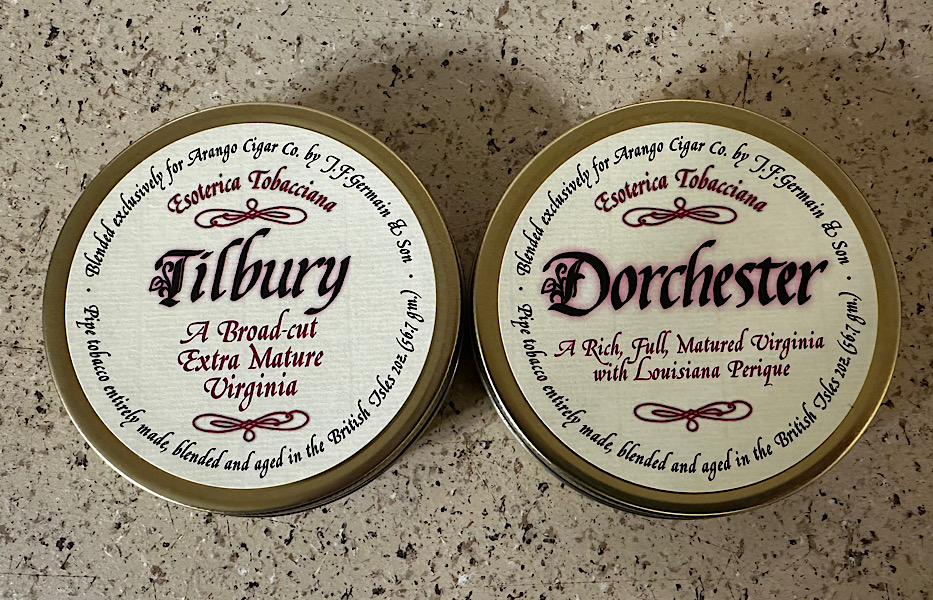 Blended exclusively for Arango Cigar Co. by J.F.Germain & Son
Esoterica Tobacciana
Tilbury
A Broad-cut
Extra Mature
Virginia
Pipe tobacco entirely made, blended and aged in the British Isles 2oz. (56.7 gm.)
Blended exclusively for Arango Cigar Co. by J.F.Germain & Son
Esoterica Tobacciana
Dorchester
A Rich, Full, Matured Virginia
with Louisiana Perique
Pipe tobacco entirely made, blended and aged in the British Isles 2oz. (56.7 gm.)